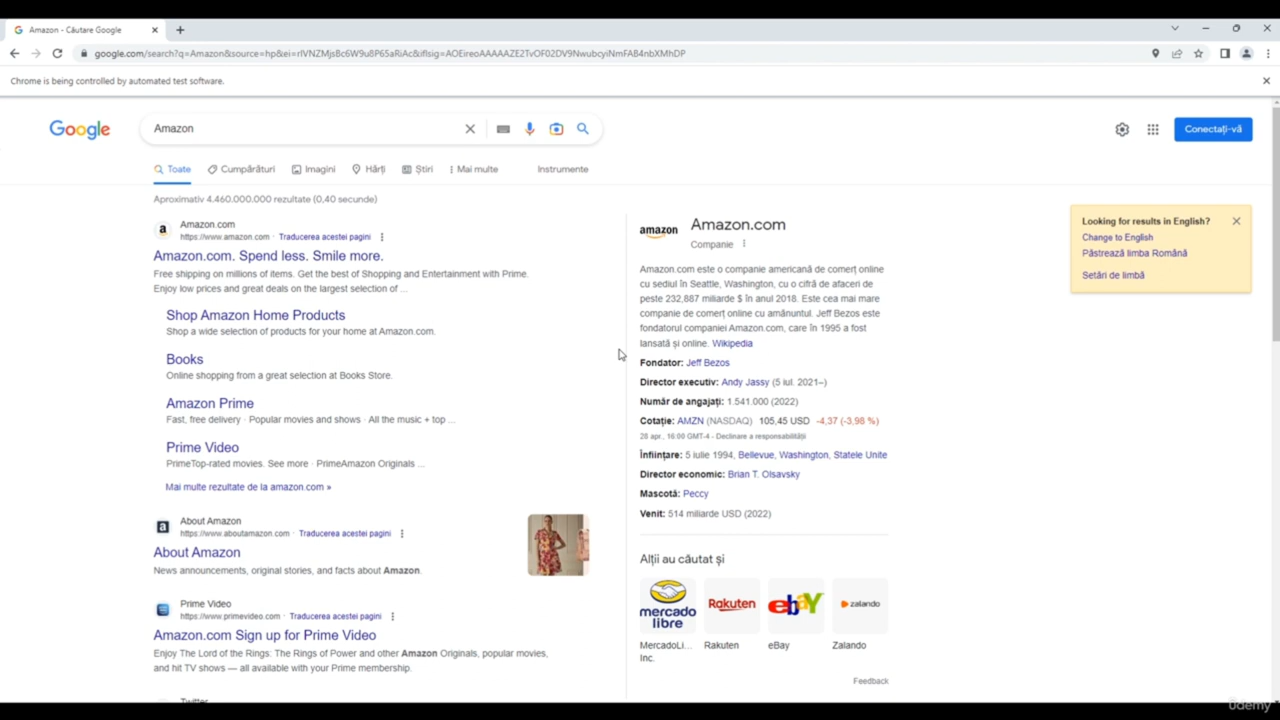 Amazon - Căutare Google
google.com/search?q=Amazon&source=hp&ei=rlVNZMjs8c6W9u8P65aRiAc&iflsig=AOEireoAAAAAZE2TvOF02DV9NwubcyiNmFA84nbXMhDP
Chrome is being controlled by automated test software.
Google
Amazon
Conectați-vă
Toate
Cumpărături
Imagini
Hărți
Știri
Mai multe
Instrumente
Aproximativ 4.460.000.000 rezultate (0,40 secunde)
Amazon.com
https://www.amazon.com · Traducerea acestei pagini
Amazon.com. Spend less. Smile more.
Free shipping on millions of items. Get the best of Shopping and Entertainment with Prime.
Enjoy low prices and great deals on the largest selection of ...
Shop Amazon Home Products
Shop a wide selection of products for your home at Amazon.com.
Books
Online shopping from a great selection at Books Store.
Amazon Prime
Fast, free delivery · Popular movies and shows · All the music + top ...
Prime Video
PrimeTop-rated movies. See more · PrimeAmazon Originals ...
Mai multe rezultate de la amazon.com »
About Amazon
https://www.aboutamazon.com · Traducerea acestei pagini
About Amazon
News announcements, original stories, and facts about Amazon.
Prime Video
https://www.primevideo.com · Traducerea acestei pagini
Amazon.com Sign up for Prime Video
Enjoy The Lord of the Rings: The Rings of Power and other Amazon Originals, popular movies,
and hit TV shows — all available with your Prime membership.
Twitter
amazon
Amazon.com
Companie
Amazon.com este o companie americană de comerț online
cu sediul în Seattle, Washington, cu o cifră de afaceri de
peste 232,887 miliarde $ în anul 2018. Este cea mai mare
companie de comerț online cu amănuntul. Jeff Bezos este
fondatorul companiei Amazon.com, care în 1995 a fost
lansată și online. Wikipedia
Fondator: Jeff Bezos
Director executiv: Andy Jassy (5 iul. 2021–)
Număr de angajați: 1.541.000 (2022)
Cotație: AMZN (NASDAQ) 105,45 USD -4,37 (-3,98 %)
28 apr., 16:00 GMT-4 - Declinare a responsabilității
Înființare: 5 iulie 1994, Bellevue, Washington, Statele Unite
Director economic: Brian T. Olsavsky
Mascotă: Peccy
Venit: 514 miliarde USD (2022)
Alții au căutat și
mercado
libre
Rakuten
ebay
zalando
MercadoLi...
Inc.
Rakuten
eBay
Zalando
Feedback
Looking for results in English?
Change to English
Păstrează limba Română
Setări de limbă
ûdemy